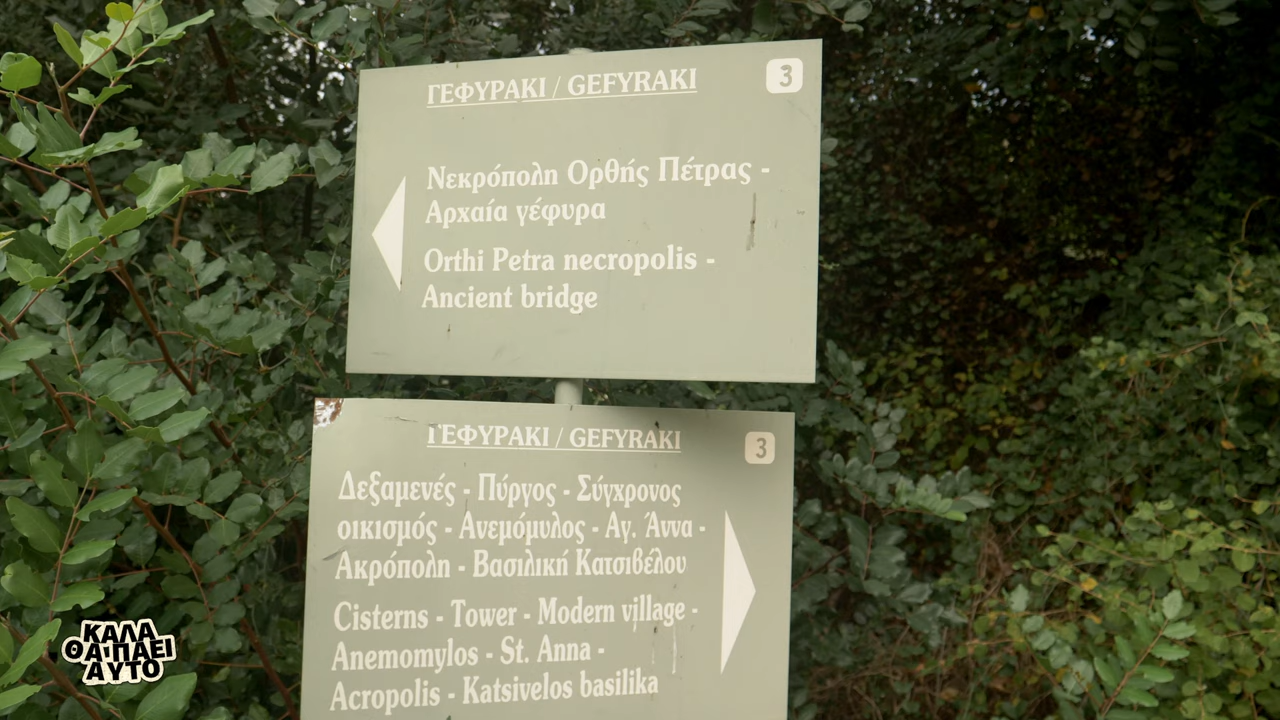 ΓΕΦΥΡΑΚΙ / GEFYRAKI
3
Νεκρόπολη Ορθής Πέτρας -
Αρχαία γέφυρα
Orthi Petra necropolis -
Ancient bridge
ΓΕΦΥΡΑΚΙ / GEFYRAKI
3
Δεξαμενές - Πύργος - Σύγχρονος
οικισμός - Ανεμόμυλος - Αγ. Άννα -
Ακρόπολη - Βασιλική Κατσιβέλου
Cisterns - Tower - Modern village -
Anemomylos - St. Anna -
Acropolis - Katsivelos basilika
ΚΑΛΑ
ΘΑ ΠΑΕΙ
ΑΥΤΟ